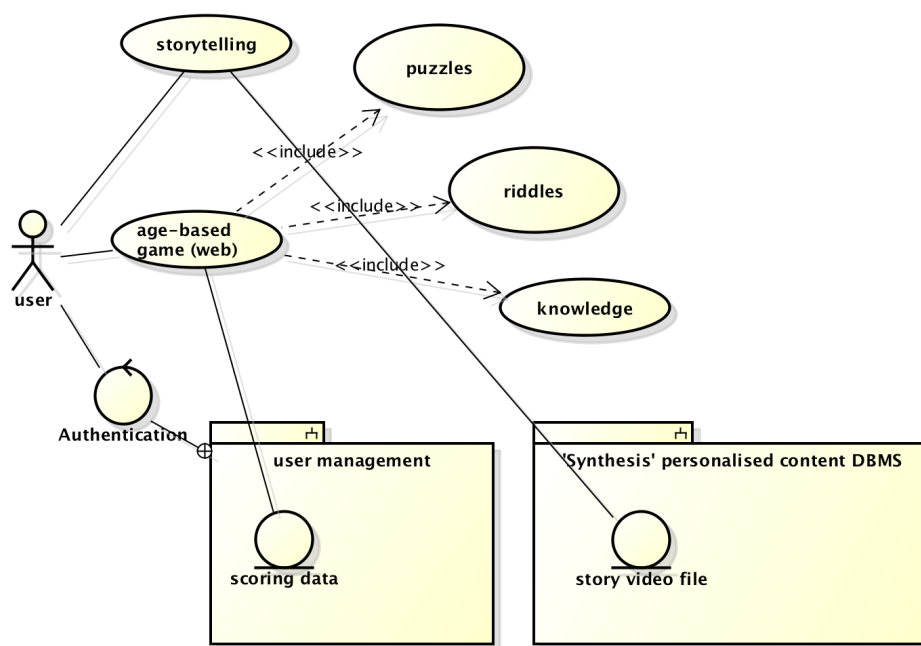 storytelling
puzzles
<<include>>
riddles
<<include>>
age-based
game (web)
<<include>>
user
knowledge
Authentication
user management
'Synthesis' personalised content DBMS
scoring data
story video file